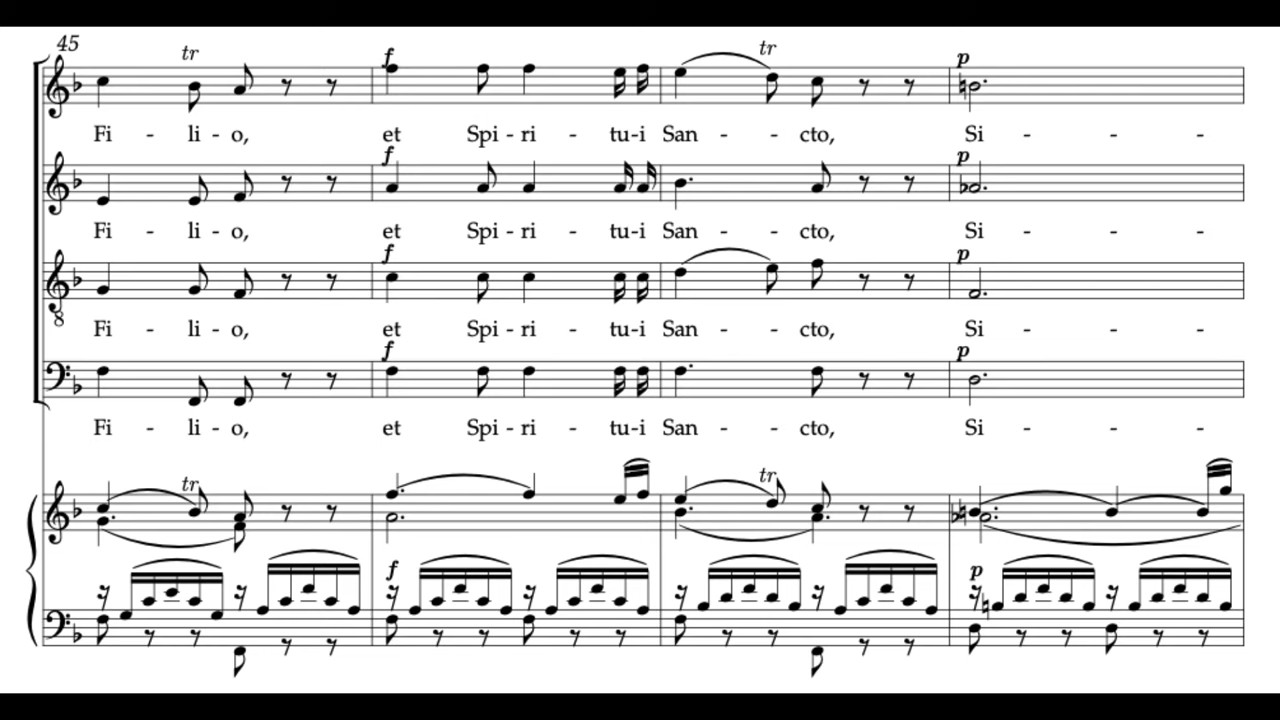 45
tr
f
tr
p
Fi - li - o, et Spi - ri - tu-i San - - cto, Si - - -
f
p
Fi - li - o, et Spi - ri - tu-i San - - cto, Si - - -
f
p
8
Fi - li - o, et Spi - ri - tu-i San - - cto, Si - - -
f
p
Fi - li - o, et Spi - ri - tu-i San - - cto, Si - - -
tr
tr
f
p